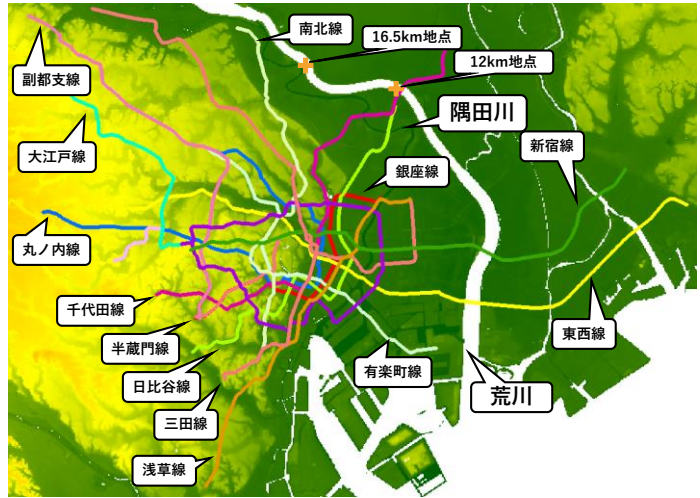 南北線
16.5km地点
12km地点
副都支線
隅田川
大江戸線
新宿線
銀座線
丸ノ内線
千代田線
東西線
半蔵門線
日比谷線
有楽町線
荒川
三田線
浅草線